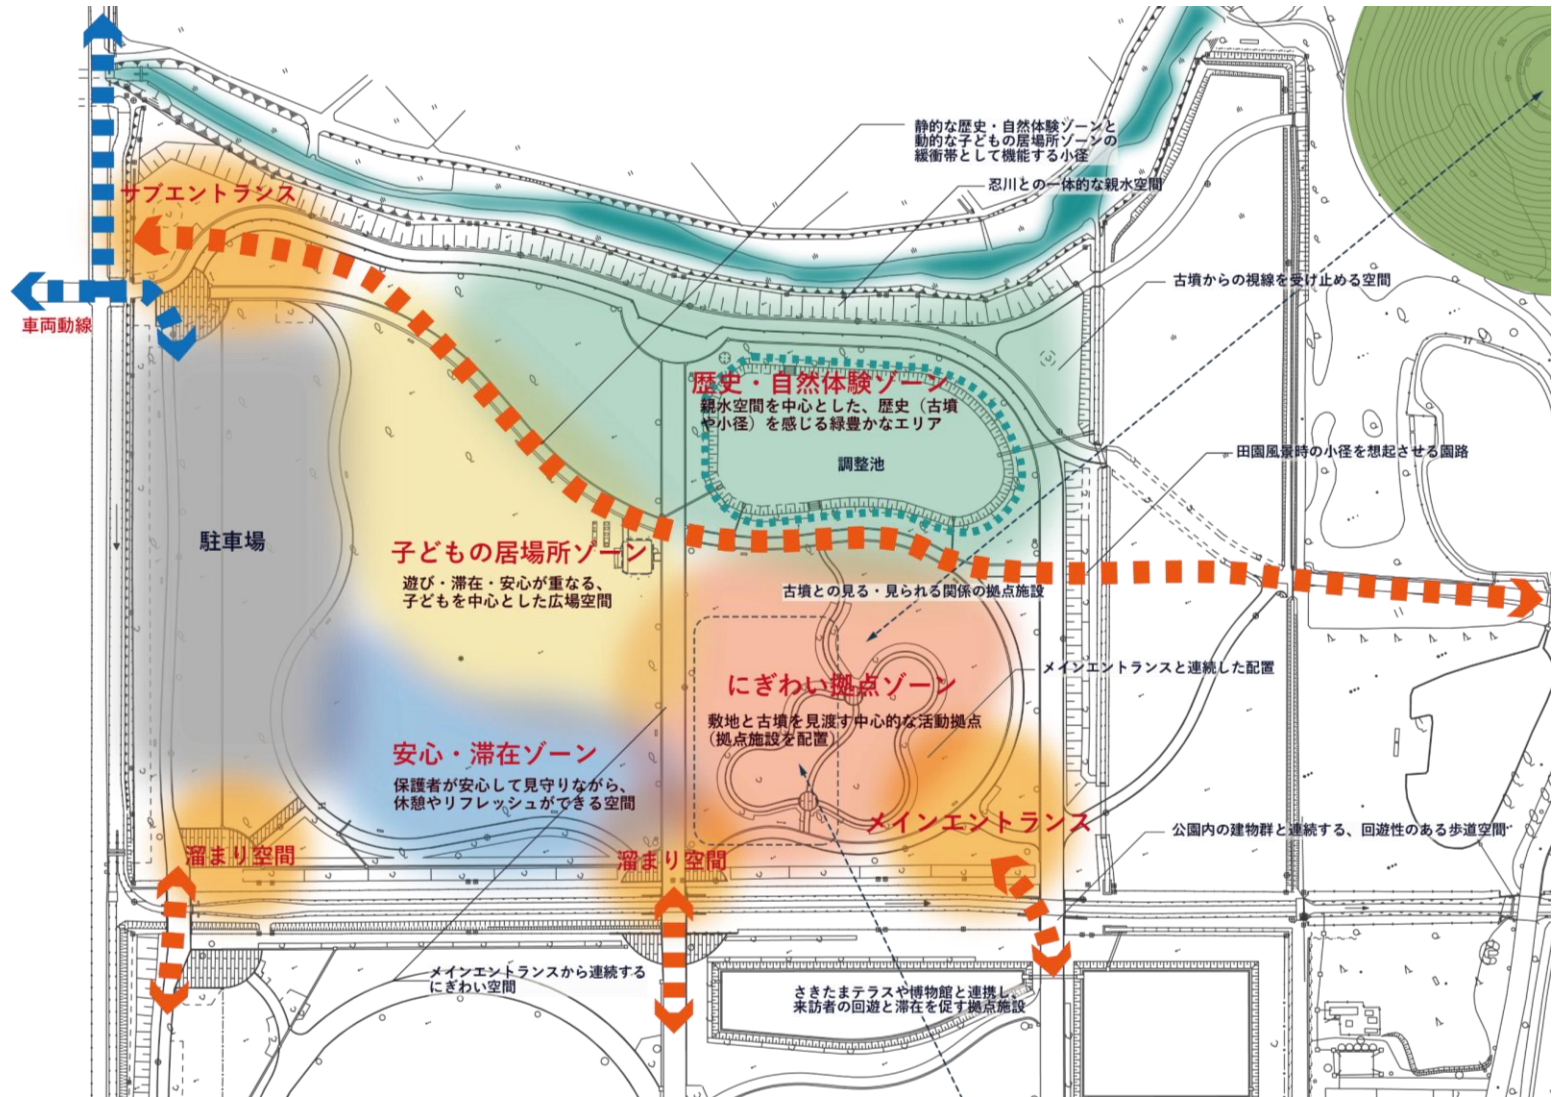 静的な歴史・自然体験ゾーンと
動的な子どもの居場所ゾーンの
緩衝帯として機能する小径
忍川との一体的な親水空間
サブエントランス
古墳からの視線を受け止める空間
車両動線
歴史・自然体験ゾーン
親水空間を中心とした、歴史（古墳
や小径）を感じる緑豊かなエリア
調整池
田園風景時の小径を想起させる園路
駐車場
子どもの居場所ゾーン
遊び・滞在・安心が重なる、
子どもを中心とした広場空間
古墳との見る・見られる関係の拠点施設
メインエントランスと連続した配置
にぎわい拠点ゾーン
敷地と古墳を見渡す中心的な活動拠点
（拠点施設を配置）
安心・滞在ゾーン
保護者が安心して見守りながら、
休憩やリフレッシュができる空間
メインエントランス
公園内の建物群と連続する、回遊性のある歩道空間
溜まり空間
溜まり空間
メインエントランスから連続する
にぎわい空間
さきたまテラスや博物館と連携し、
来訪者の回遊と滞在を促す拠点施設